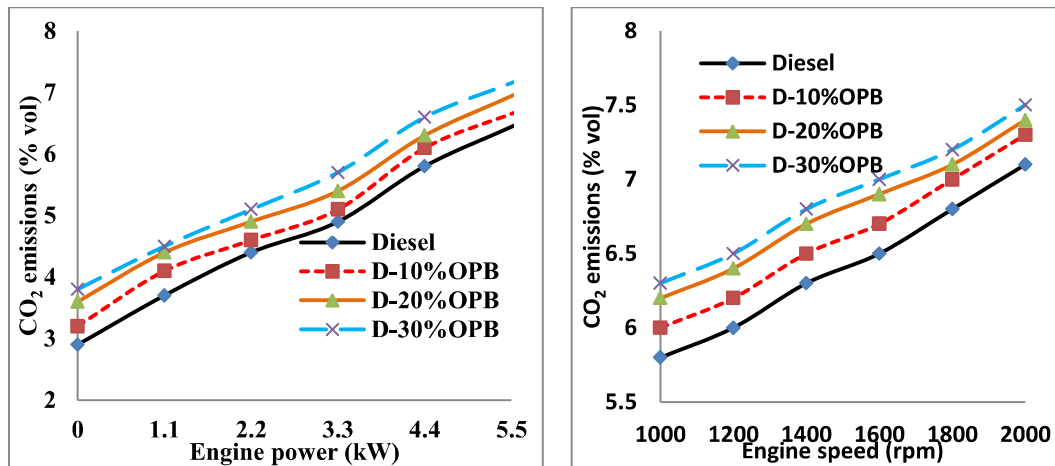 8
7
6
5
4
3
2
CO2 emissions (% vol)
Diesel
D-10%OPB
D-20%OPB
D-30%OPB
0 1.1 2.2 3.3 4.4 5.5
Engine power (kW)
8
7.5
7
6.5
6
5.5
CO2 emissions (% vol)
Diesel
D-10%OPB
D-20%OPB
D-30%OPB
1000 1200 1400 1600 1800 2000
Engine speed (rpm)